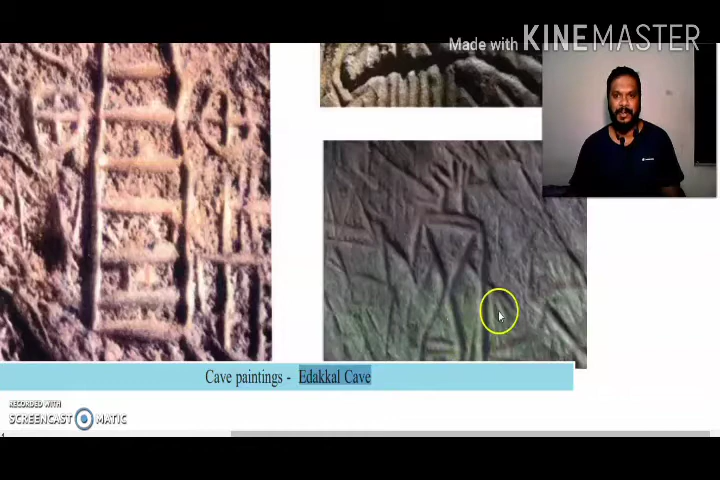 Made with KINEMASTER
Cave paintings - Edakkal Cave
RECORDED WITH
SCREENCAST MATIC